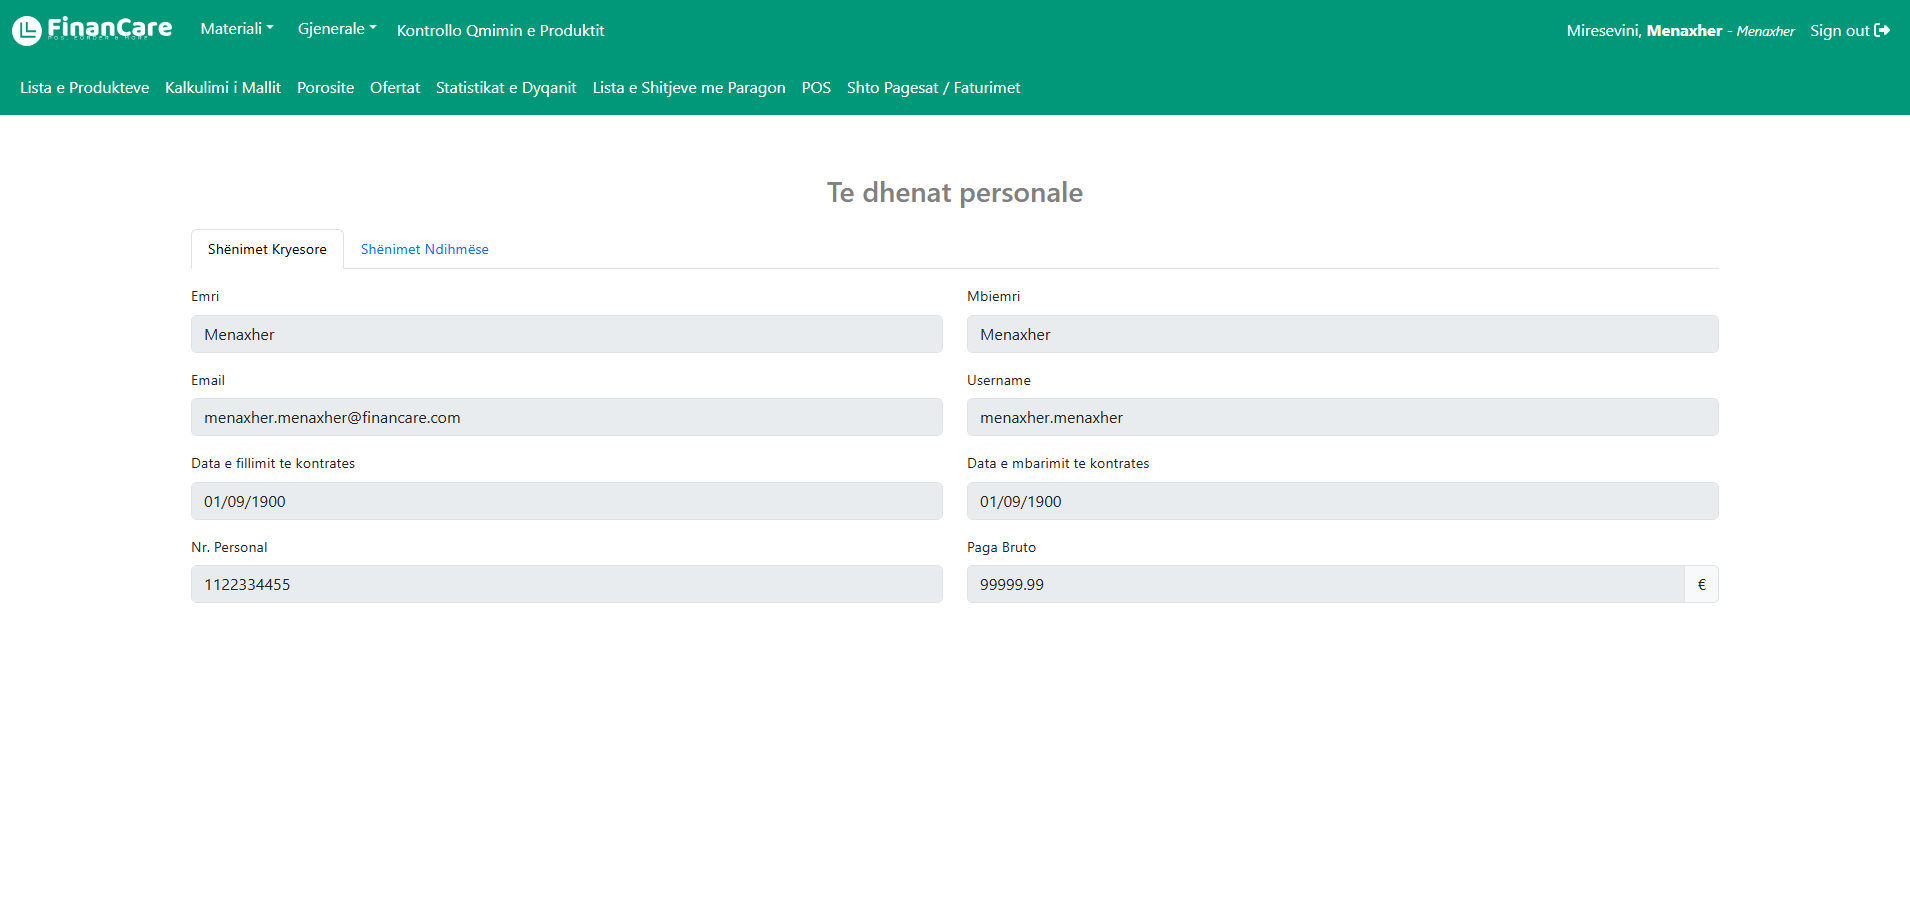 FinanCare
Materiali Gjenerale Kontrollo Qmimin e Produktit
Miresevini, Menaxher - Menaxher Sign out
Lista e Produkteve Kalkulimi i Mallit Porosite Ofertat Statistikat e Dyqanit Lista e Shitjeve me Paragon POS Shto Pagesat / Faturimet
Te dhenat personale
Shënimet Kryesore Shënimet Ndihmëse
Emri Mbiemri
Menaxher Menaxher
Email Username
menaxher.menaxher@financare.com menaxher.menaxher
Data e fillimit te kontrates Data e mbarimit te kontrates
01/09/1900 01/09/1900
Nr. Personal Paga Bruto
1122334455 99999.99 €